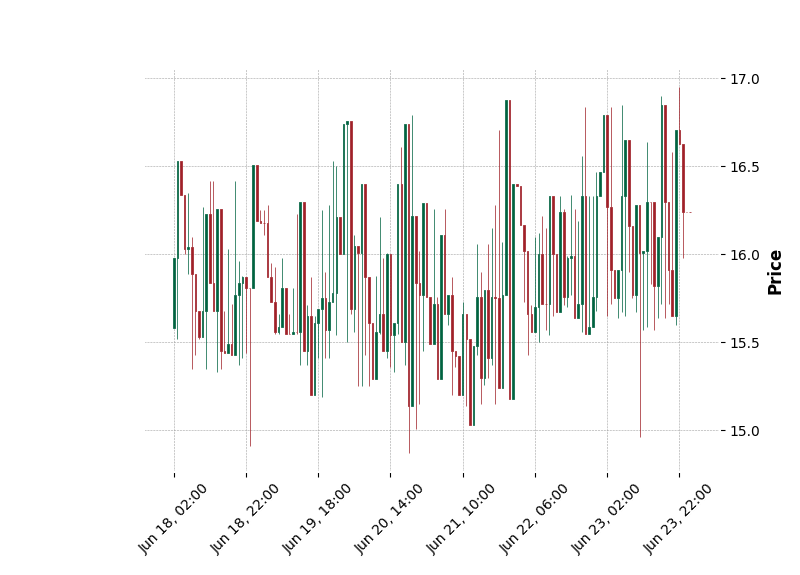 17.0
16.5
16.0
15.5
15.0
Price
Jun 18, 02:00
Jun 18, 22:00
Jun 19, 18:00
Jun 20, 14:00
Jun 21, 10:00
Jun 22, 06:00
Jun 23, 02:00
Jun 23, 22:00